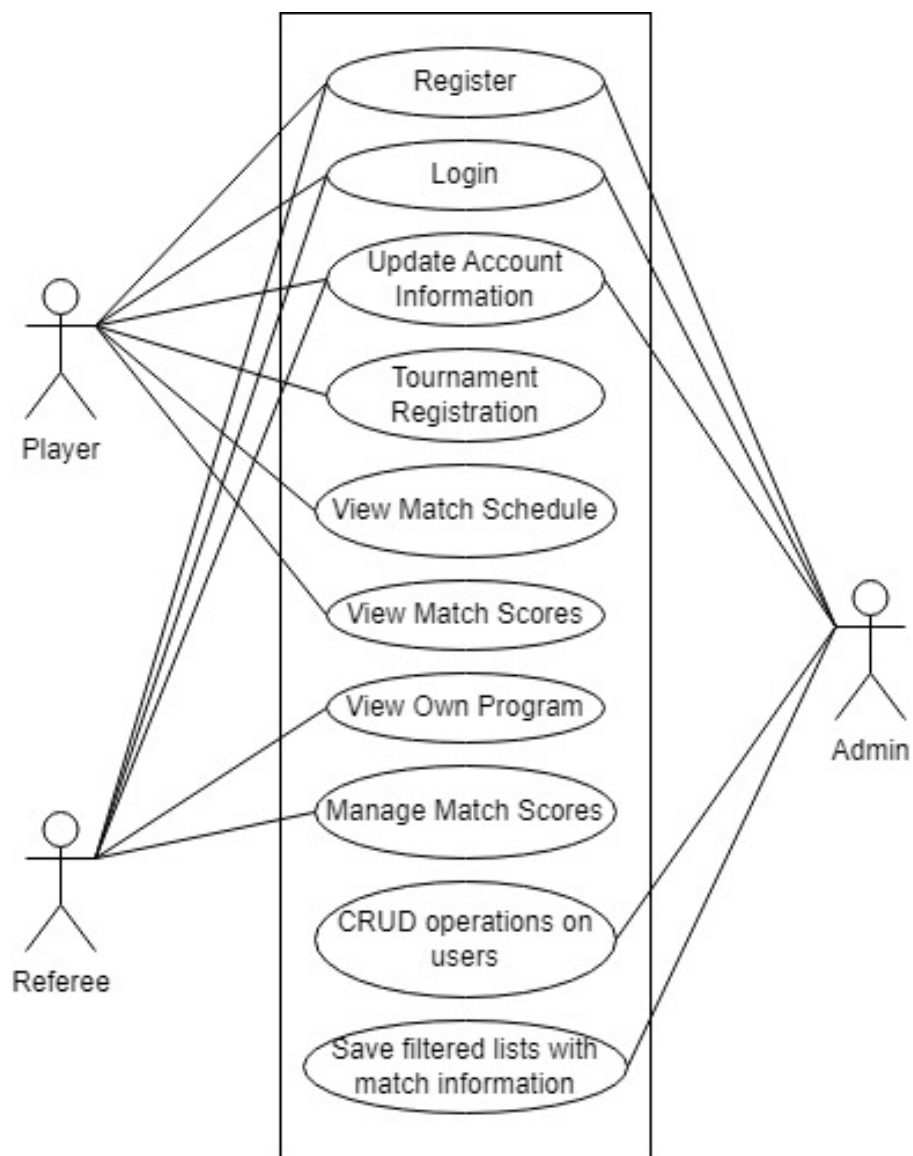 Register
Login
Update Account
Information
Tournament
Registration
Player
View Match Schedule
View Match Scores
View Own Program
Admin
Manage Match Scores
CRUD operations on
users
Referee
Save filtered lists with
match information